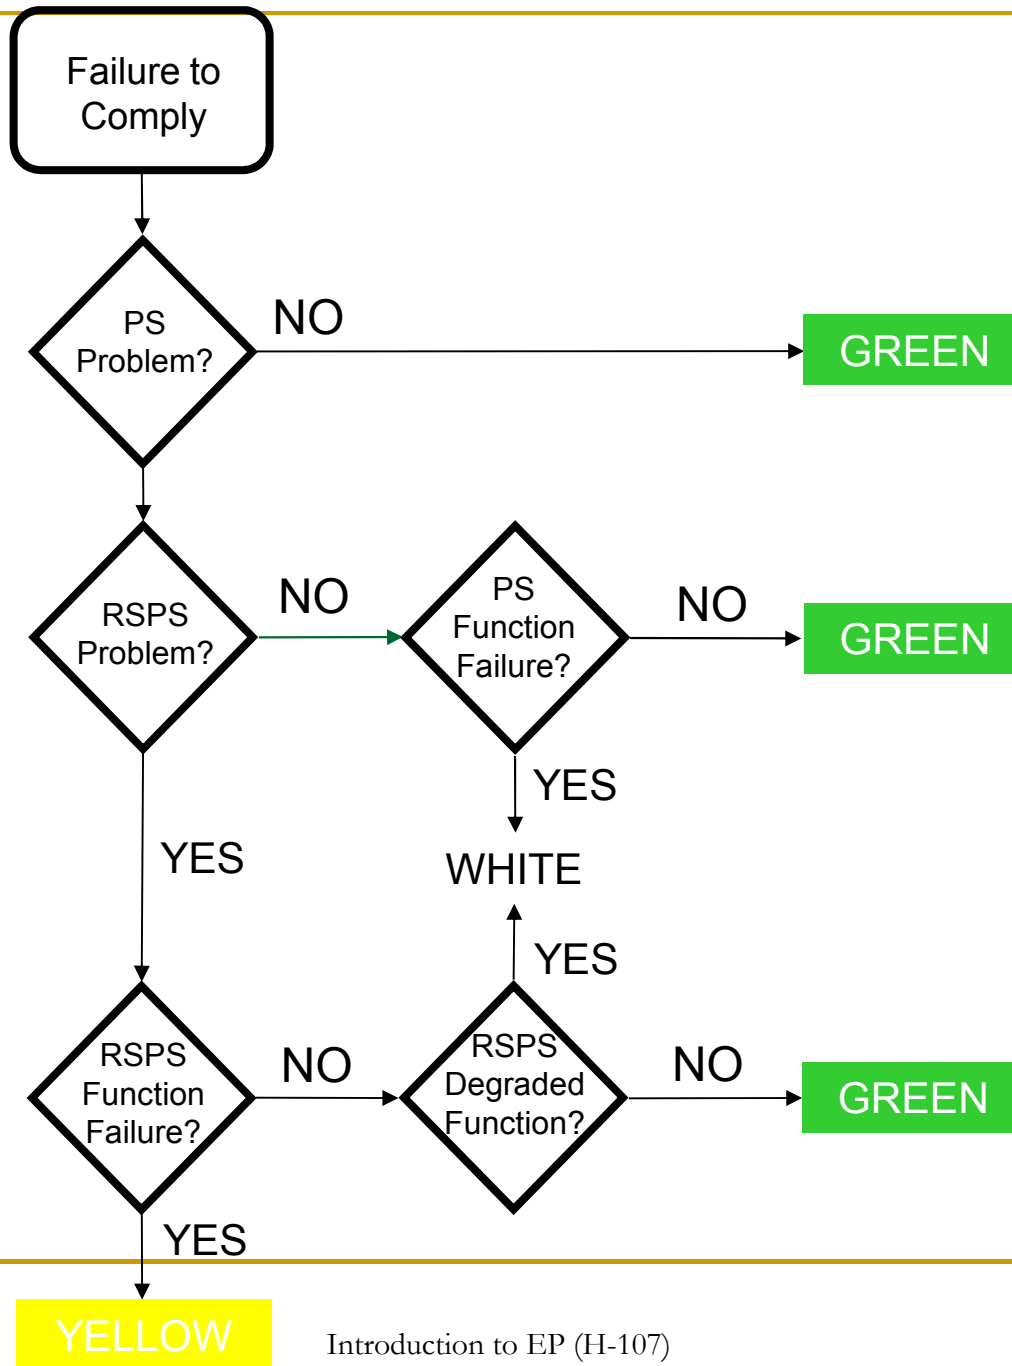 Failure to
Comply
PS
Problem?
NO
GREEN
RSPS
Problem?
NO
PS
Function
Failure?
NO
GREEN
YES
YES
WHITE
YES
RSPS
Function
Failure?
NO
RSPS
Degraded
Function?
NO
GREEN
YES
YELLOW
Introduction to EP (H-107)